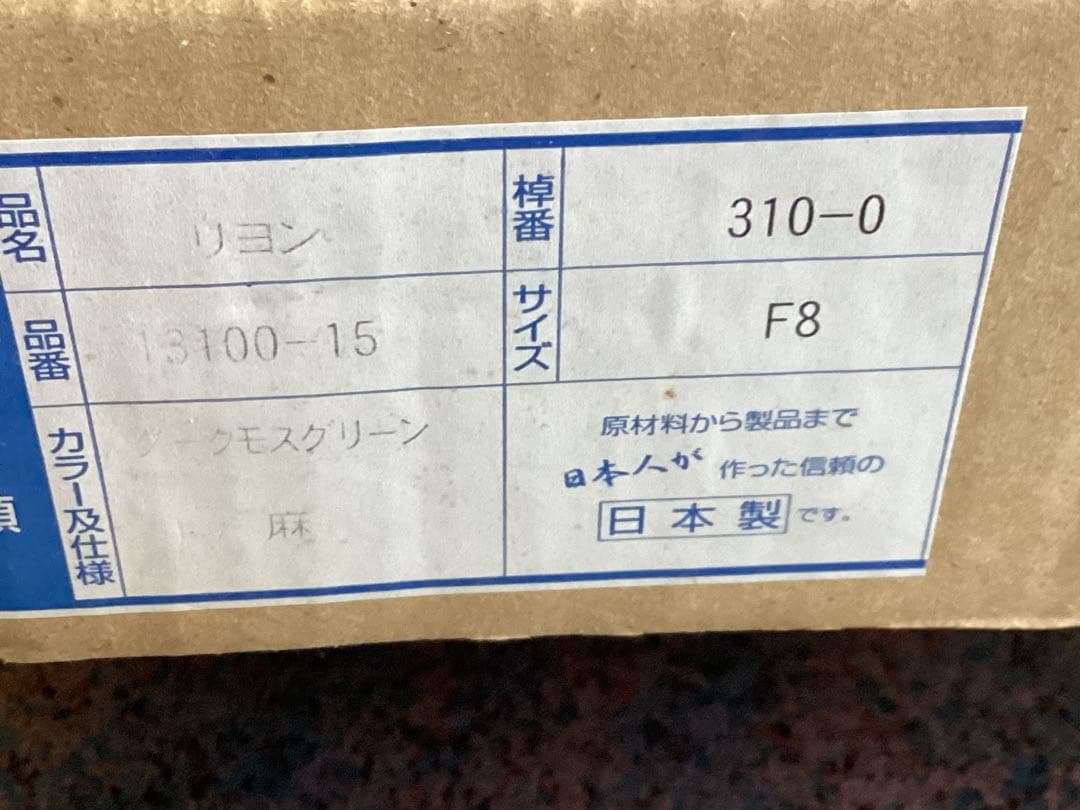 品名
リヨン
棹番
310-0
品番
13100-15
サイズ
F8
カラー及仕様
ダークモスグリーン
麻
原材料から製品まで
日本人が 作った信頼の
日本製 です。